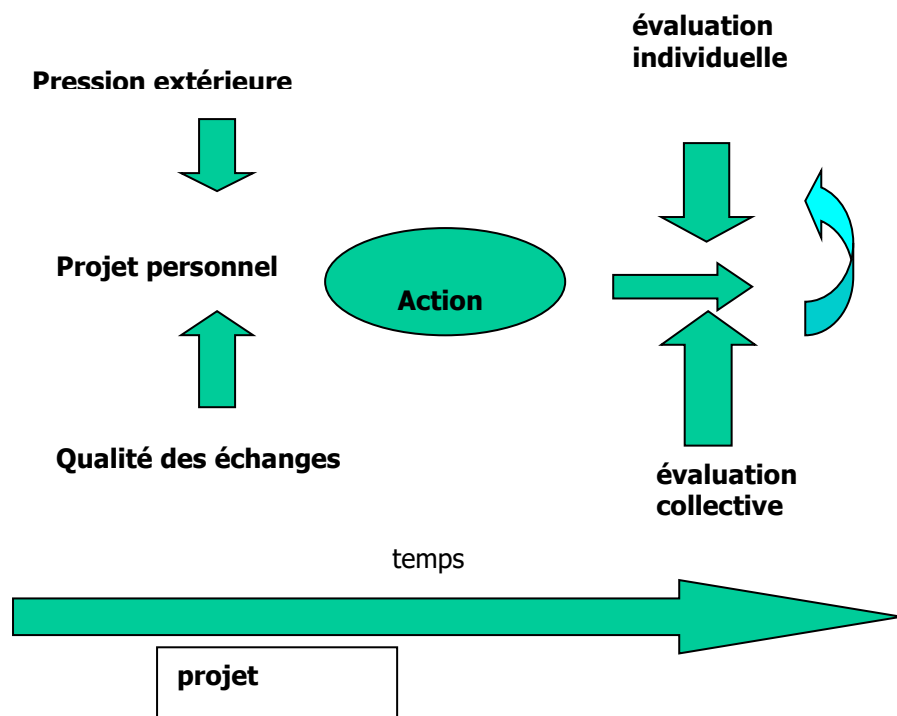 évaluation
individuelle
Pression extérieure
Projet personnel
Action
Qualité des échanges
évaluation
collective
temps
projet